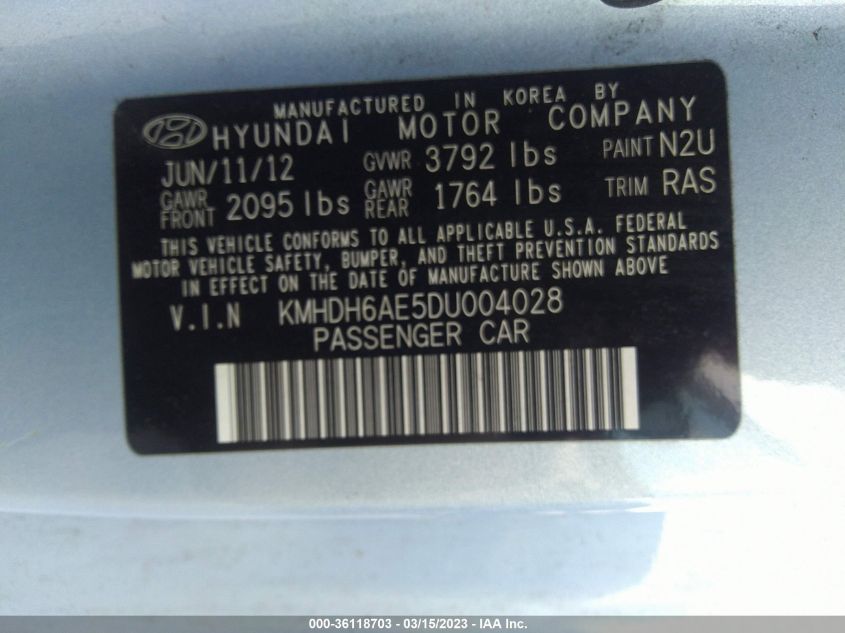 MANUFACTURED IN KOREA BY
HYUNDAI MOTOR COMPANY
JUN/11/12 GVWR 3792 lbs PAINT N2U
GAWR FRONT 2095 lbs GAWR REAR 1764 lbs TRIM RAS
THIS VEHICLE CONFORMS TO ALL APPLICABLE U.S.A. FEDERAL
MOTOR VEHICLE SAFETY, BUMPER, AND THEFT PREVENTION STANDARDS
IN EFFECT ON THE DATE OF MANUFACTURE SHOWN ABOVE
V.I.N KMHDH6AE5DU004028
PASSENGER CAR
000-36118703 - 03/15/2023 - IAA Inc.